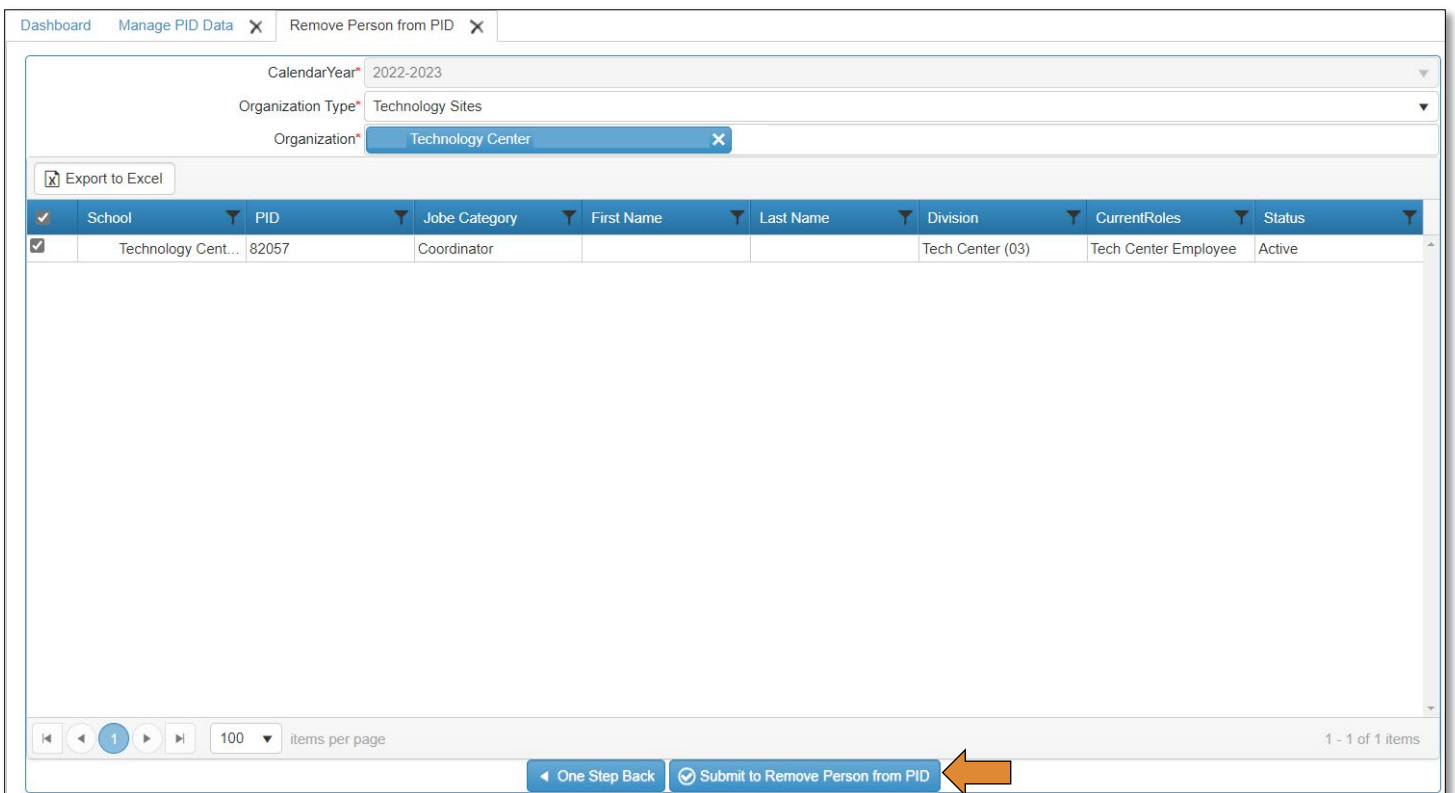 Dashboard Manage PID Data Remove Person from PID
CalendarYear* 2022-2023
Organization Type* Technology Sites
Organization* Technology Center
Export to Excel
School PID Jobe Category First Name Last Name Division CurrentRoles Status
Technology Cent... 82057 Coordinator Tech Center (03) Tech Center Employee Active
1 100 items per page 1 - 1 of 1 items
One Step Back Submit to Remove Person from PID